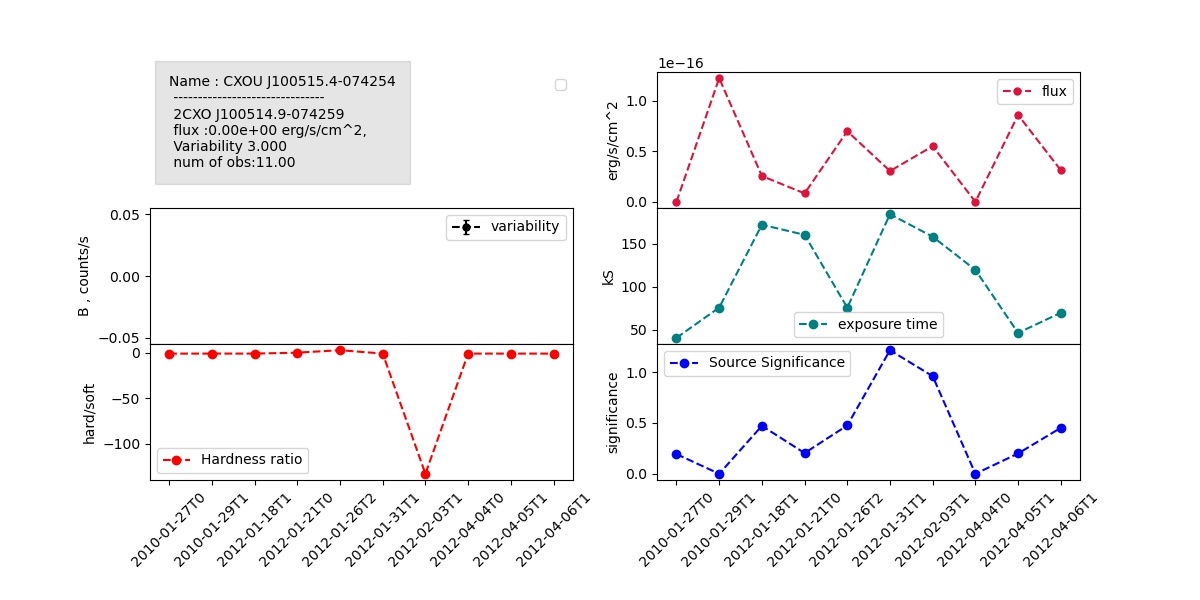 Name : CXOU J100515.4-074254
-------------------------------
2CXO J100514.9-074259
flux :0.00e+00 erg/s/cm^2,
Variability 3.000
num of obs:11.00
0.05
0.00
−0.05
B , counts/s
variability
0
−50
−100
hard/soft
Hardness ratio
2010-01-27T0
2010-01-29T1
2012-01-18T1
2012-01-21T0
2012-01-26T2
2012-01-31T1
2012-02-03T1
2012-04-04T0
2012-04-05T1
2012-04-06T1
1e−16
1.0
0.5
0.0
erg/s/cm^2
flux
150
100
50
kS
exposure time
1.0
0.5
0.0
significance
Source Significance
2010-01-27T0
2010-01-29T1
2012-01-18T1
2012-01-21T0
2012-01-26T2
2012-01-31T1
2012-02-03T1
2012-04-04T0
2012-04-05T1
2012-04-06T1